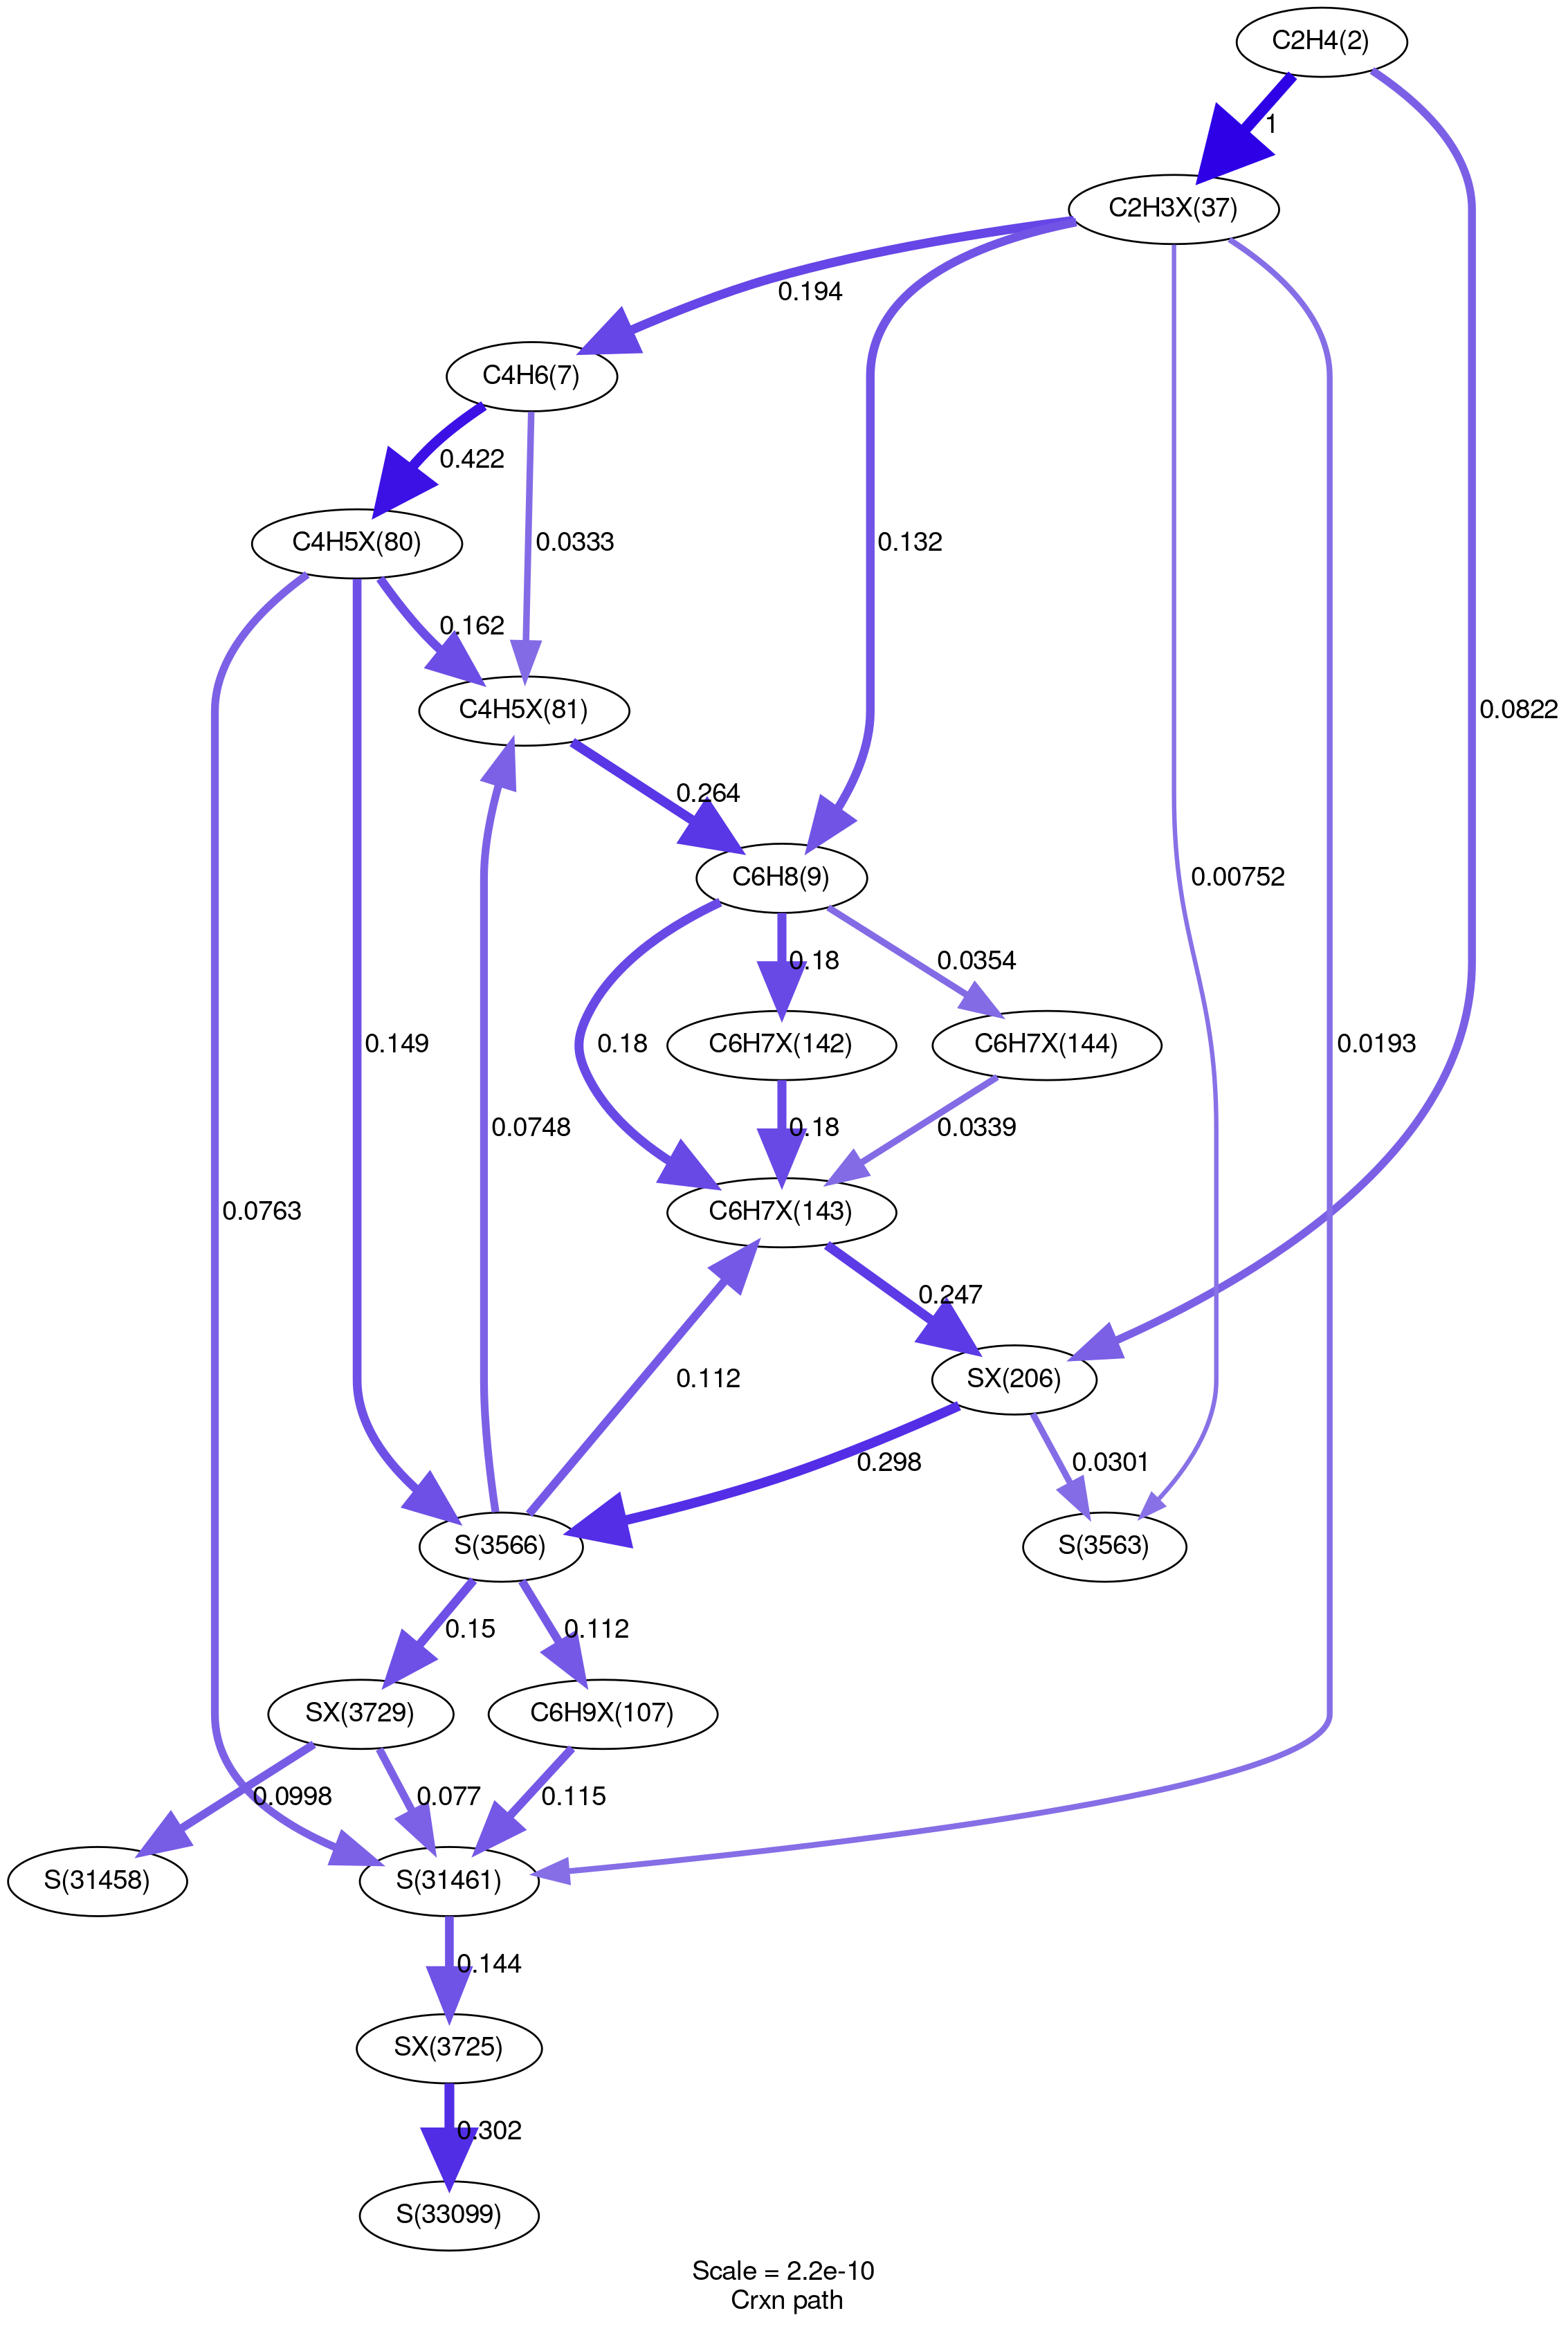 C2H4(2)
1
C2H3X(37)
0.194
C4H6(7)
0.422
0.132
C4H5X(80)
0.0333
0.162
C4H5X(81)
0.0822
0.264
C6H8(9)
0.00752
0.18
0.0354
0.149
0.18
C6H7X(142)
C6H7X(144)
0.0193
0.0748
0.18
0.0339
0.0763
C6H7X(143)
0.247
0.112
SX(206)
0.298
0.0301
S(3566)
S(3563)
0.15
0.112
SX(3729)
C6H9X(107)
0.0998
0.077
0.115
S(31458)
S(31461)
0.144
SX(3725)
0.302
S(33099)
Scale = 2.2e-10
Crxn path